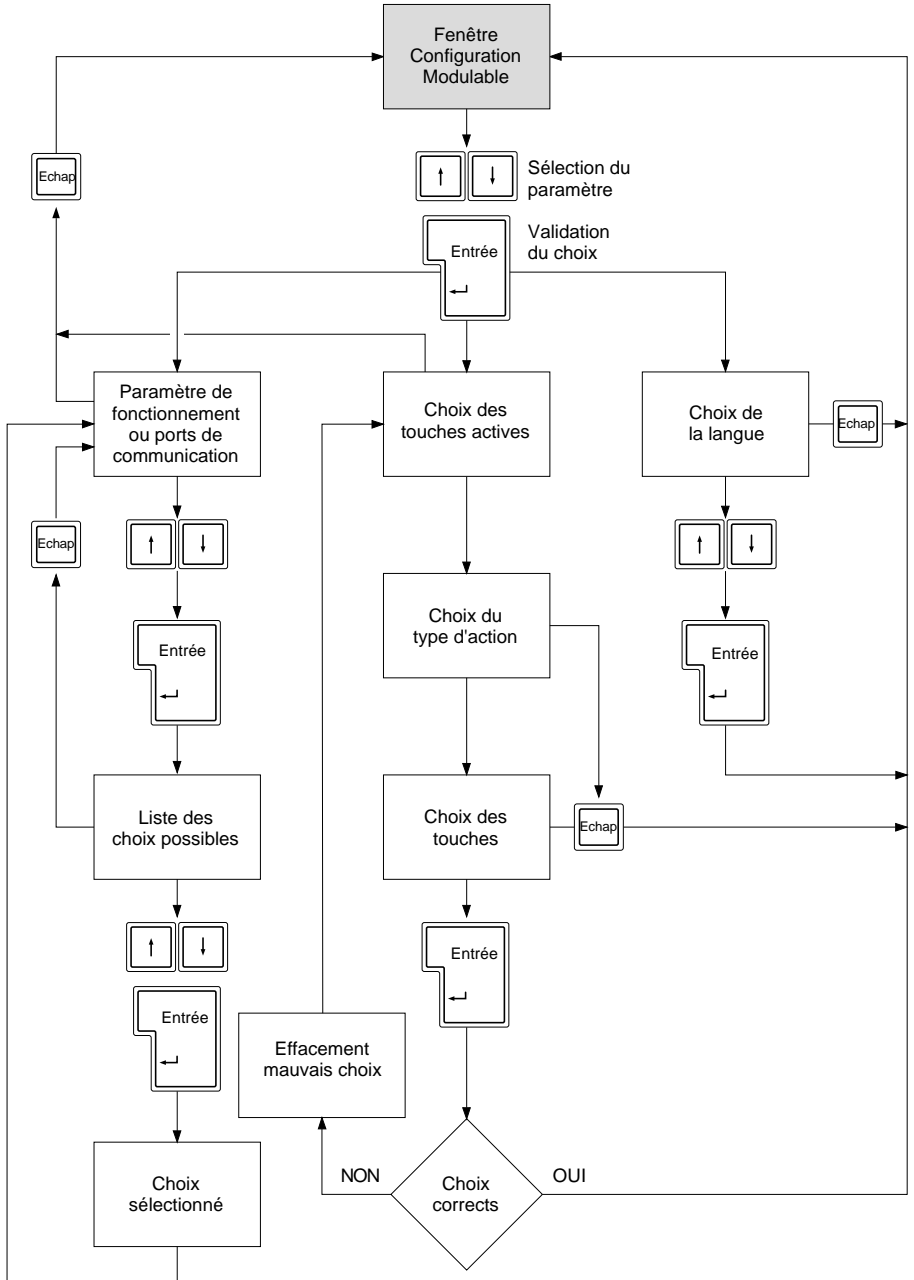 Fenêtre
Configuration
Modulable
Echap
Sélection du
paramètre
Entrée
Validation
du choix
Paramètre de
fonctionnement
ou ports de
communication
Choix des
touches actives
Choix de
la langue
Echap
Echap
Entrée
Choix du
type d'action
Entrée
Liste des
choix possibles
Choix des
touches
Echap
Entrée
Entrée
Effacement
mauvais choix
Choix
sélectionné
NON
Choix
corrects
OUI